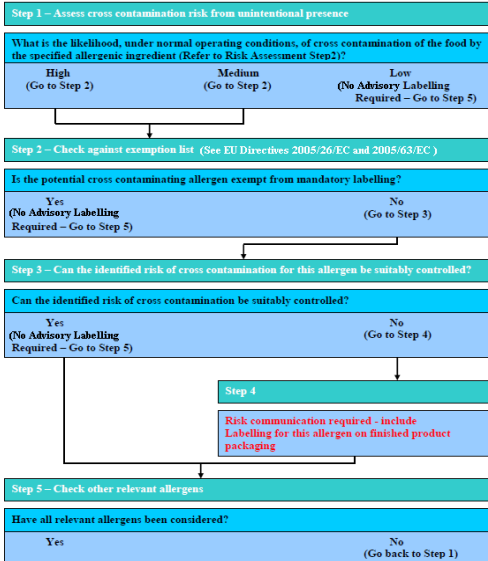 Step 1 – Assess cross contamination risk from unintentional presence
What is the likelihood, under normal operating conditions, of cross contamination of the food by
the specified allergenic ingredient (Refer to Risk Assessment Step2)?
High
(Go to Step 2)
Medium
(Go to Step 2)
Low
(No Advisory Labelling
Required – Go to Step 5)
Step 2 – Check against exemption list (See EU Directives 2005/26/EC and 2005/63/EC )
Is the potential cross contaminating allergen exempt from mandatory labelling?
Yes
(No Advisory Labelling
Required – Go to Step 5)
No
(Go to Step 3)
Step 3 – Can the identified risk of cross contamination for this allergen be suitably controlled?
Can the identified risk of cross contamination be suitably controlled?
Yes
(No Advisory Labelling
Required – Go to Step 5)
No
(Go to Step 4)
Step 4
Risk communication required - include
Labelling for this allergen on finished product
packaging
Step 5 – Check other relevant allergens
Have all relevant allergens been considered?
Yes
No
(Go back to Step 1)